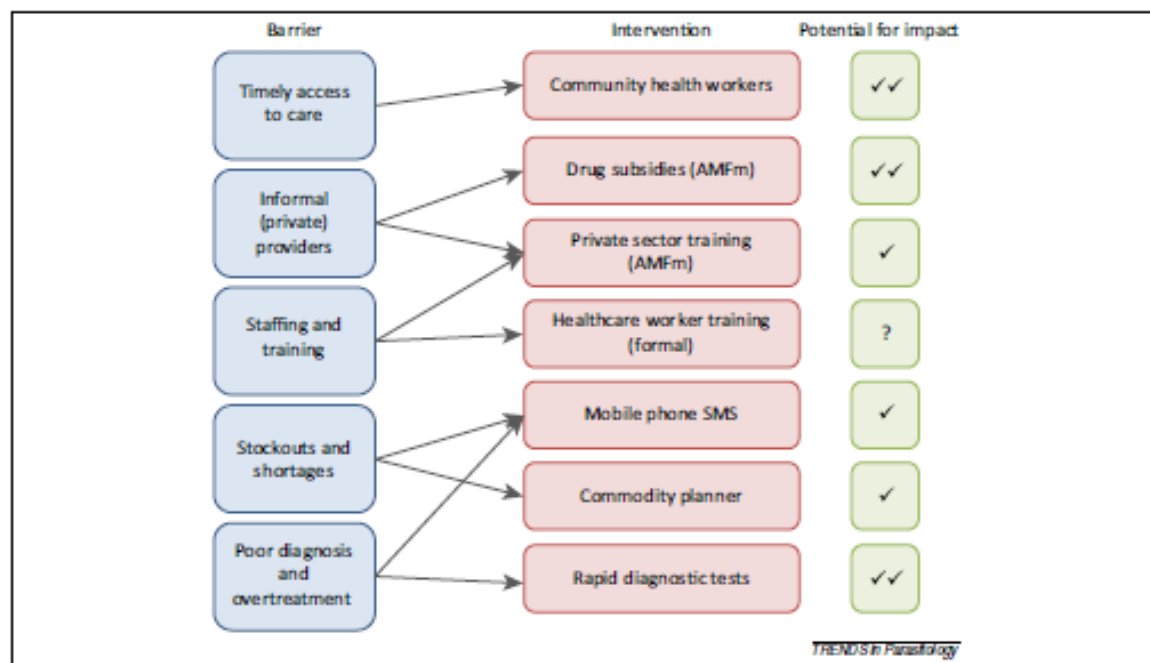 Barrier Intervention Potential for impact
Timely access
to care
Community health workers
✓✓
Informal
(private)
providers
Drug subsidies (AMFm)
✓✓
Private sector training
(AMFm)
✓
Staffing and
training
Healthcare worker training
(formal)
?
Stockouts and
shortages
Mobile phone SMS
✓
Commodity planner
✓
Poor diagnosis
and
overtreatment
Rapid diagnostic tests
✓✓
TRENDS in Parasitology